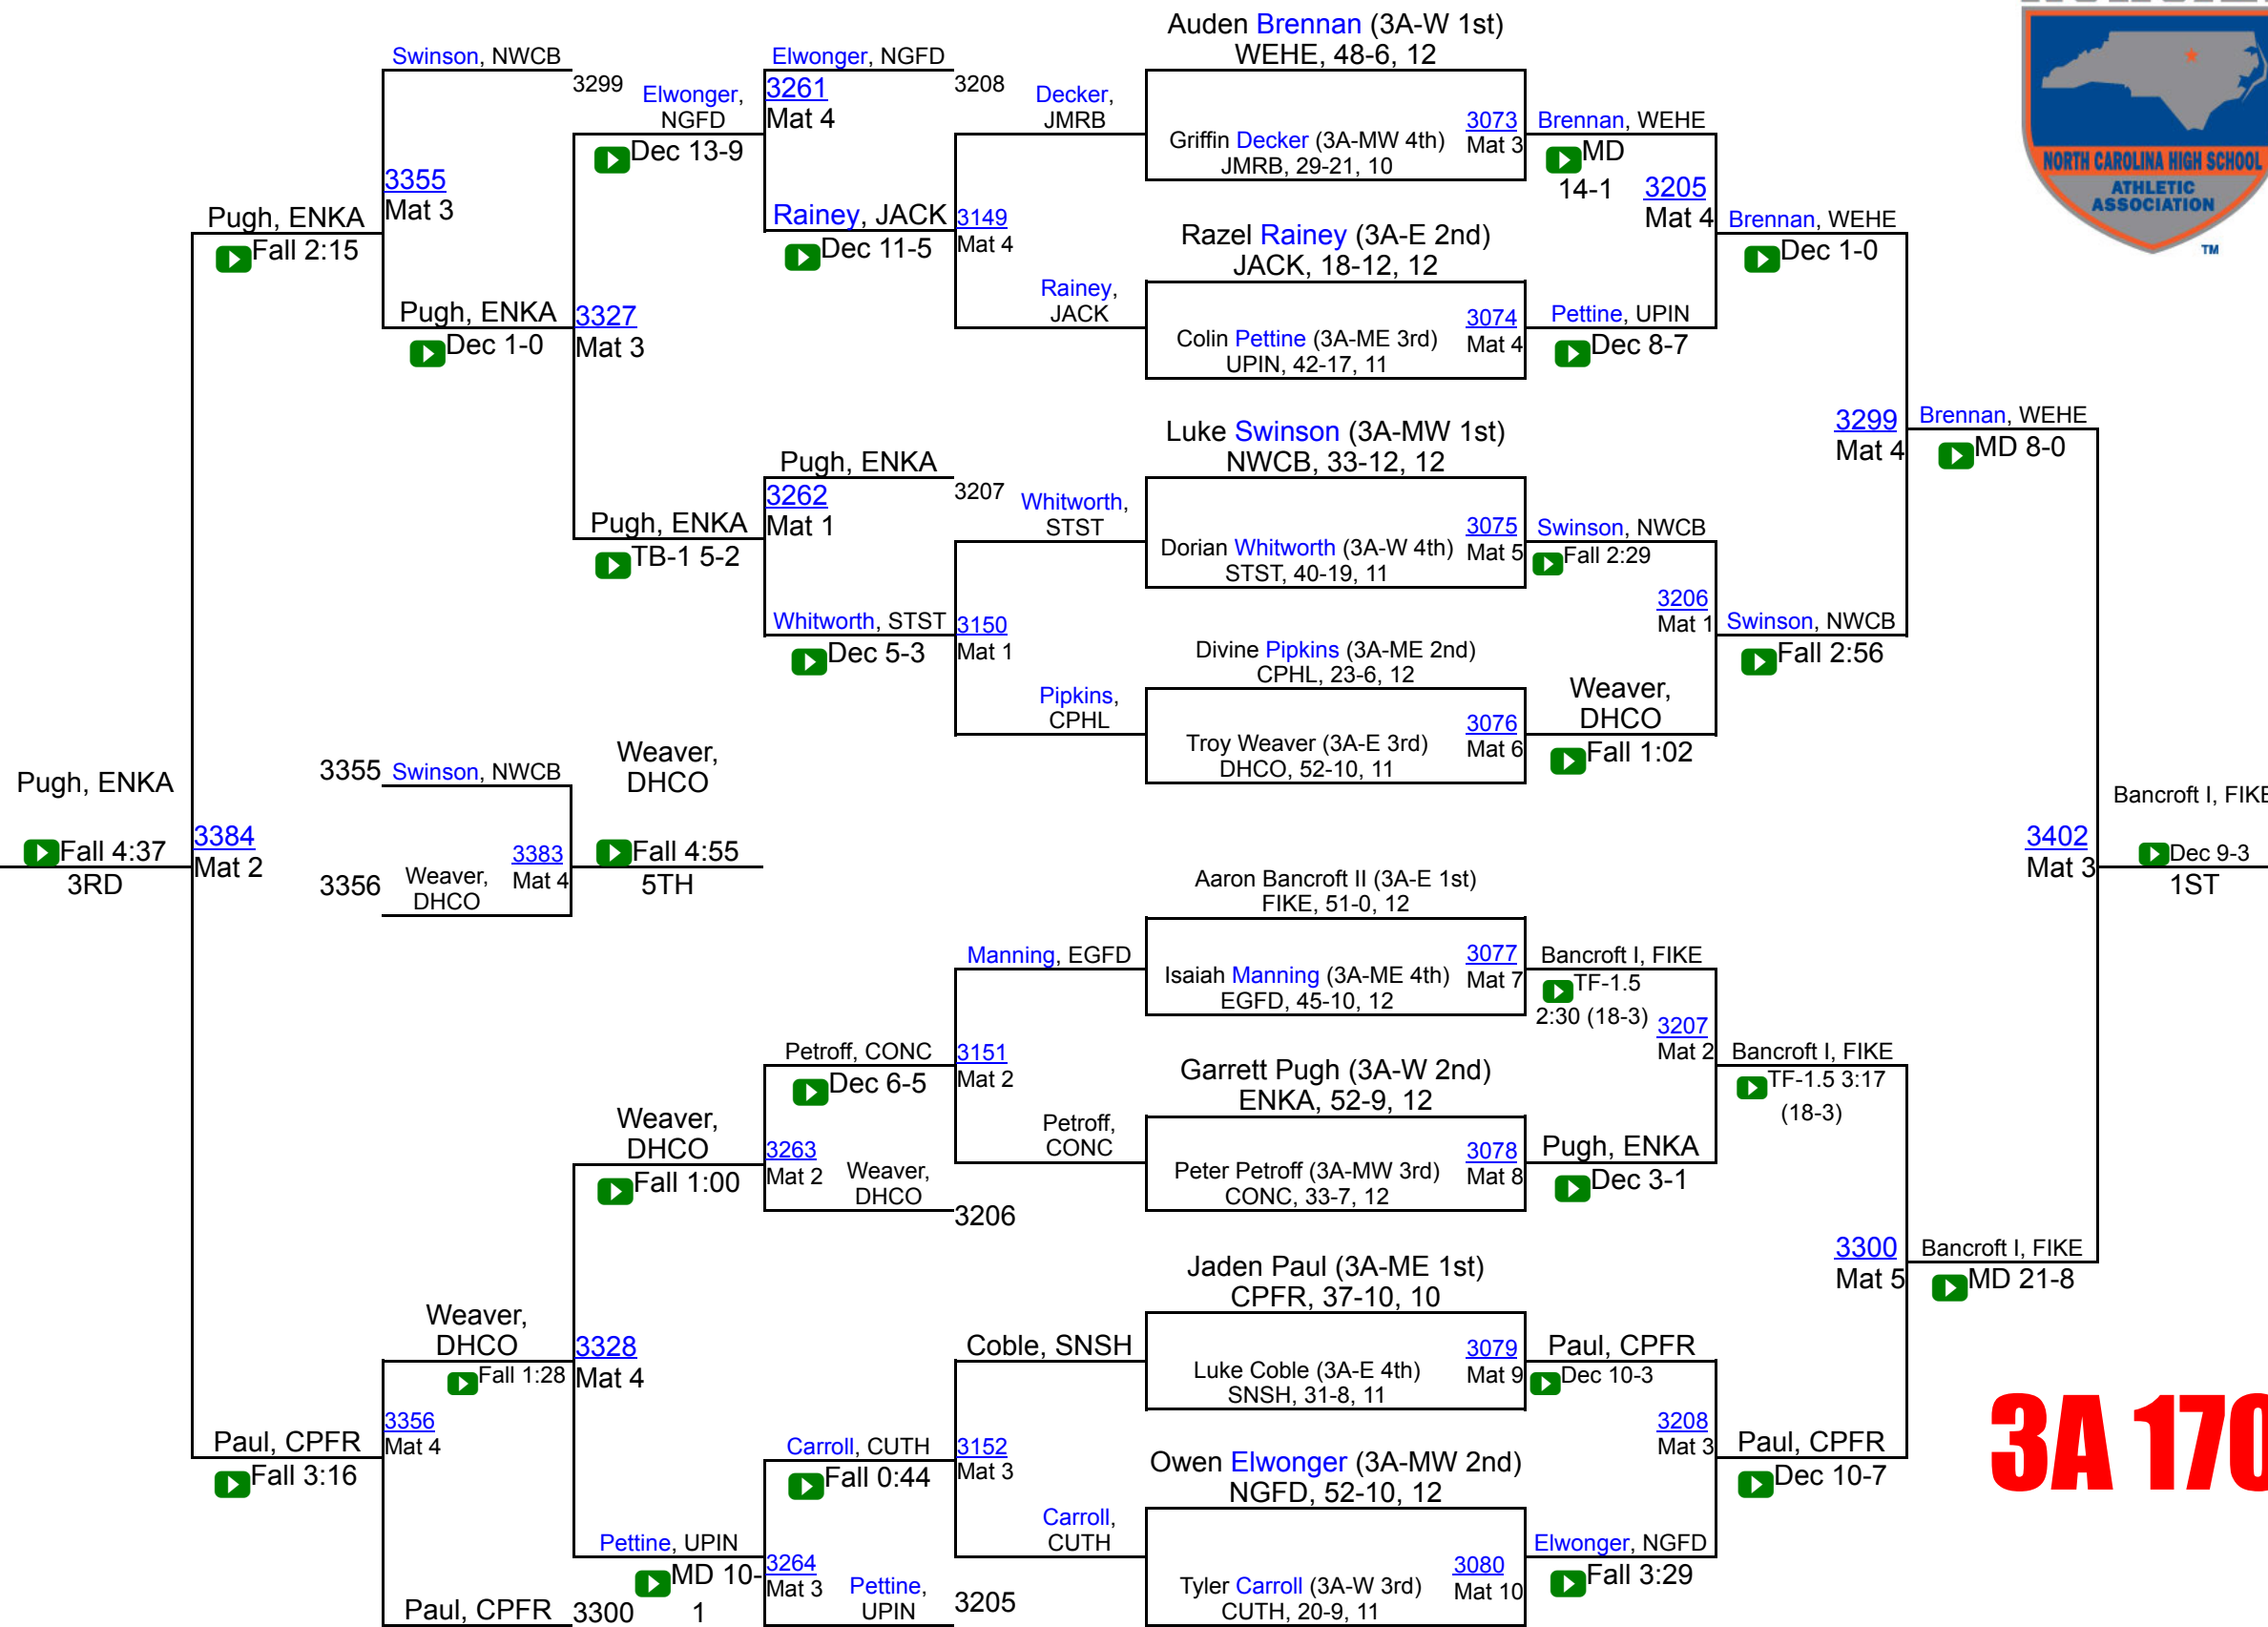 Swinson, NWCB
3299
3355
Mat 3
Pugh, ENKA
Fall 2:15
Pugh, ENKA
Dec 1-0
Elwonger,
NGFD
Dec 13-9
3327
Mat 3
Pugh, ENKA
TB-1 5-2
Elwonger, NGFD
3208
3261
Mat 4
Rainey, JACK
Dec 11-5
Pugh, ENKA
3207
3262
Mat 1
Whitworth, STST
Dec 5-3
Decker,
JMRB
3149
Mat 4
Rainey,
JACK
Whitworth,
STST
3150
Mat 1
Pipkins,
CPHL
Auden Brennan (3A-W 1st)
WEHE, 48-6, 12
Griffin Decker (3A-MW 4th)
JMRB, 29-21, 10
3073
Mat 3
Razel Rainey (3A-E 2nd)
JACK, 18-12, 12
Colin Pettine (3A-ME 3rd)
UPIN, 42-17, 11
3074
Mat 4
Luke Swinson (3A-MW 1st)
NWCB, 33-12, 12
Dorian Whitworth (3A-W 4th)
STST, 40-19, 11
3075
Mat 5
Divine Pipkins (3A-ME 2nd)
CPHL, 23-6, 12
Troy Weaver (3A-E 3rd)
DHCO, 52-10, 11
3076
Mat 6
Brennan, WEHE
MD
14-1
3205
Mat 4
Pettine, UPIN
Dec 8-7
Swinson, NWCB
Fall 2:29
3206
Mat 1
Weaver,
DHCO
Fall 1:02
Brennan, WEHE
Dec 1-0
3299
Mat 4
Swinson, NWCB
Fall 2:56
Brennan, WEHE
MD 8-0
NORTH CAROLINA HIGH SCHOOL
ATHLETIC
ASSOCIATION
TM
Pugh, ENKA
Fall 4:37
3RD
3384
Mat 2
3355
Swinson, NWCB
3356
Weaver,
DHCO
3383
Mat 4
Weaver,
DHCO
Fall 4:55
5TH
3402
Mat 3
Bancroft I, FIKE
Dec 9-3
1ST
Aaron Bancroft II (3A-E 1st)
FIKE, 51-0, 12
Isaiah Manning (3A-ME 4th)
EGFD, 45-10, 12
3077
Mat 7
Garrett Pugh (3A-W 2nd)
ENKA, 52-9, 12
Peter Petroff (3A-MW 3rd)
CONC, 33-7, 12
3078
Mat 8
Jaden Paul (3A-ME 1st)
CPFR, 37-10, 10
Luke Coble (3A-E 4th)
SNSH, 31-8, 11
3079
Mat 9
Owen Elwonger (3A-MW 2nd)
NGFD, 52-10, 12
Tyler Carroll (3A-W 3rd)
CUTH, 20-9, 11
3080
Mat 10
Manning, EGFD
3151
Mat 2
Petroff,
CONC
Coble, SNSH
3152
Mat 3
Carroll,
CUTH
Petroff, CONC
Dec 6-5
3263
Mat 2
Weaver,
DHCO
3206
Carroll, CUTH
Fall 0:44
3264
Mat 3
Pettine,
UPIN
3205
Weaver,
DHCO
Fall 1:00
3328
Mat 4
Pettine, UPIN
MD 10-
1
Weaver,
DHCO
Fall 1:28
3356
Mat 4
Paul, CPFR
3300
Paul, CPFR
Fall 3:16
Bancroft I, FIKE
TF-1.5
2:30 (18-3)
3207
Mat 2
Pugh, ENKA
Dec 3-1
Paul, CPFR
Dec 10-3
3208
Mat 3
Elwonger, NGFD
Fall 3:29
Bancroft I, FIKE
TF-1.5 3:17
(18-3)
3300
Mat 5
Paul, CPFR
Dec 10-7
Bancroft I, FIKE
MD 21-8
3A 170